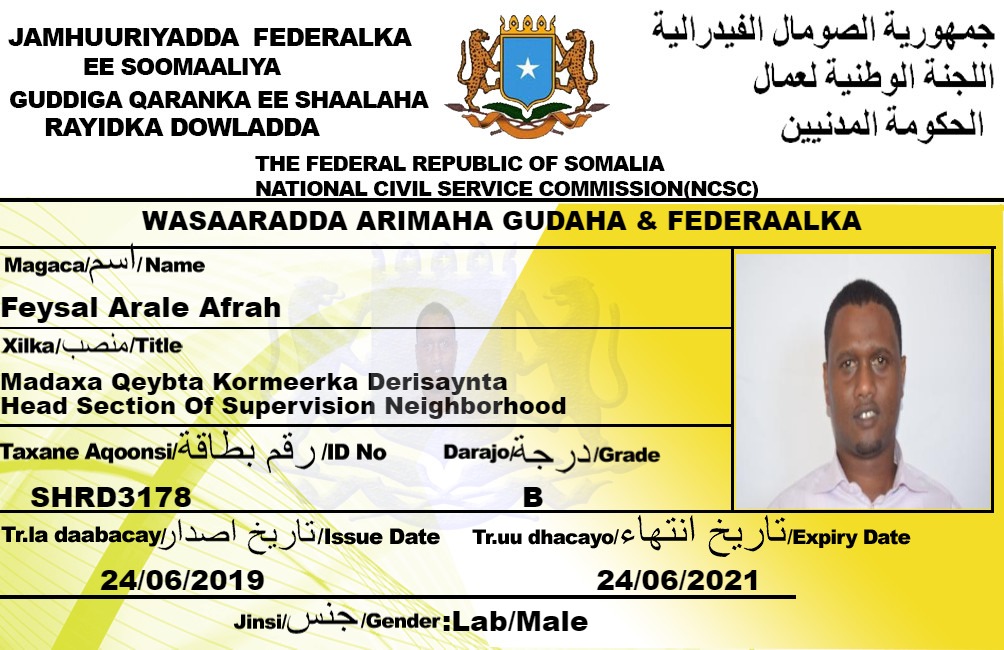 JAMHUURIYADDA FEDERALKA
EE SOOMAALIYA
GUDDIGA QARANKA EE SHAALAHA
RAYIDKA DOWLADDA
جمهورية الصومال الفيدرالية
اللجنة الوطنية لعمال
الحكومة المدنيين
THE FEDERAL REPUBLIC OF SOMALIA
NATIONAL CIVIL SERVICE COMMISSION(NCSC)
WASAARADDA ARIMAHA GUDAHA & FEDERAALKA
Magaca/اسم/Name
Feysal Arale Afrah
Xilka/منصب/Title
Madaxa Qeybta Kormeerka Derisaynta
Head Section Of Supervision Neighborhood
Taxane Aqoonsi/رقم بطاقة/ID No Darajo/درجة/Grade
SHRD3178 B
Tr.la daabacay/تاريخ اصدار/Issue Date Tr.uu dhacayo/تاريخ انتهاء/Expiry Date
24/06/2019 24/06/2021
Jinsi/جنس/Gender:Lab/Male